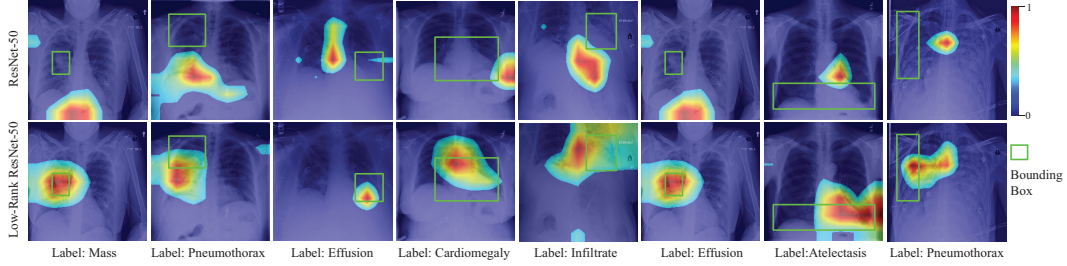 ResNet-50
Low-Rank ResNet-50
1
0
Bounding
Box
Label: Mass
Label: Pneumothorax
Label: Effusion
Label: Cardiomegaly
Label: Infiltrate
Label: Effusion
Label:Atelectasis
Label: Pneumothorax